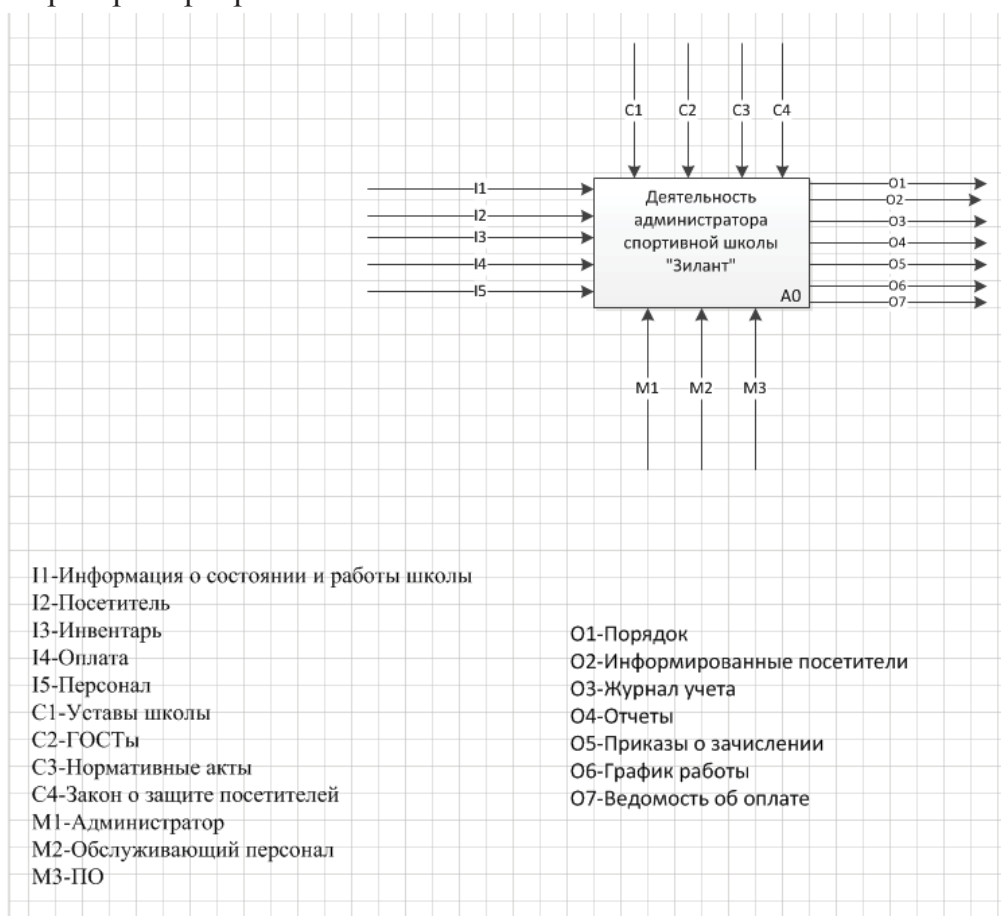 C1 C2 C3 C4
I1
I2
I3
I4
I5
Деятельность
администратора
спортивной школы
"Зилант"
A0
O1
O2
O3
O4
O5
O6
O7
M1 M2 M3
I1-Информация о состоянии и работы школы
I2-Посетитель
I3-Инвентарь
I4-Оплата
I5-Персонал
C1-Уставы школы
C2-ГОСТы
C3-Нормативные акты
C4-Закон о защите посетителей
M1-Администратор
M2-Обслуживающий персонал
M3-ПО
O1-Порядок
O2-Информированные посетители
O3-Журнал учета
O4-Отчеты
O5-Приказы о зачислении
O6-График работы
O7-Ведомость об оплате